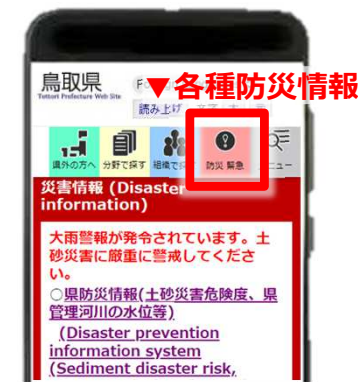 ▼各種防災情報
鳥取県
Tottori Prefecture Web Site
読み上げ
県外の方へ
分野で探す
組織で
防災 緊急
ニュー
災害情報 (Disaster
information)
大雨警報が発令されています。土
砂災害に厳重に警戒してくださ
い。
○県防災情報(土砂災害危険度、県
管理河川の水位等)
(Disaster prevention
information system
(Sediment disaster risk,